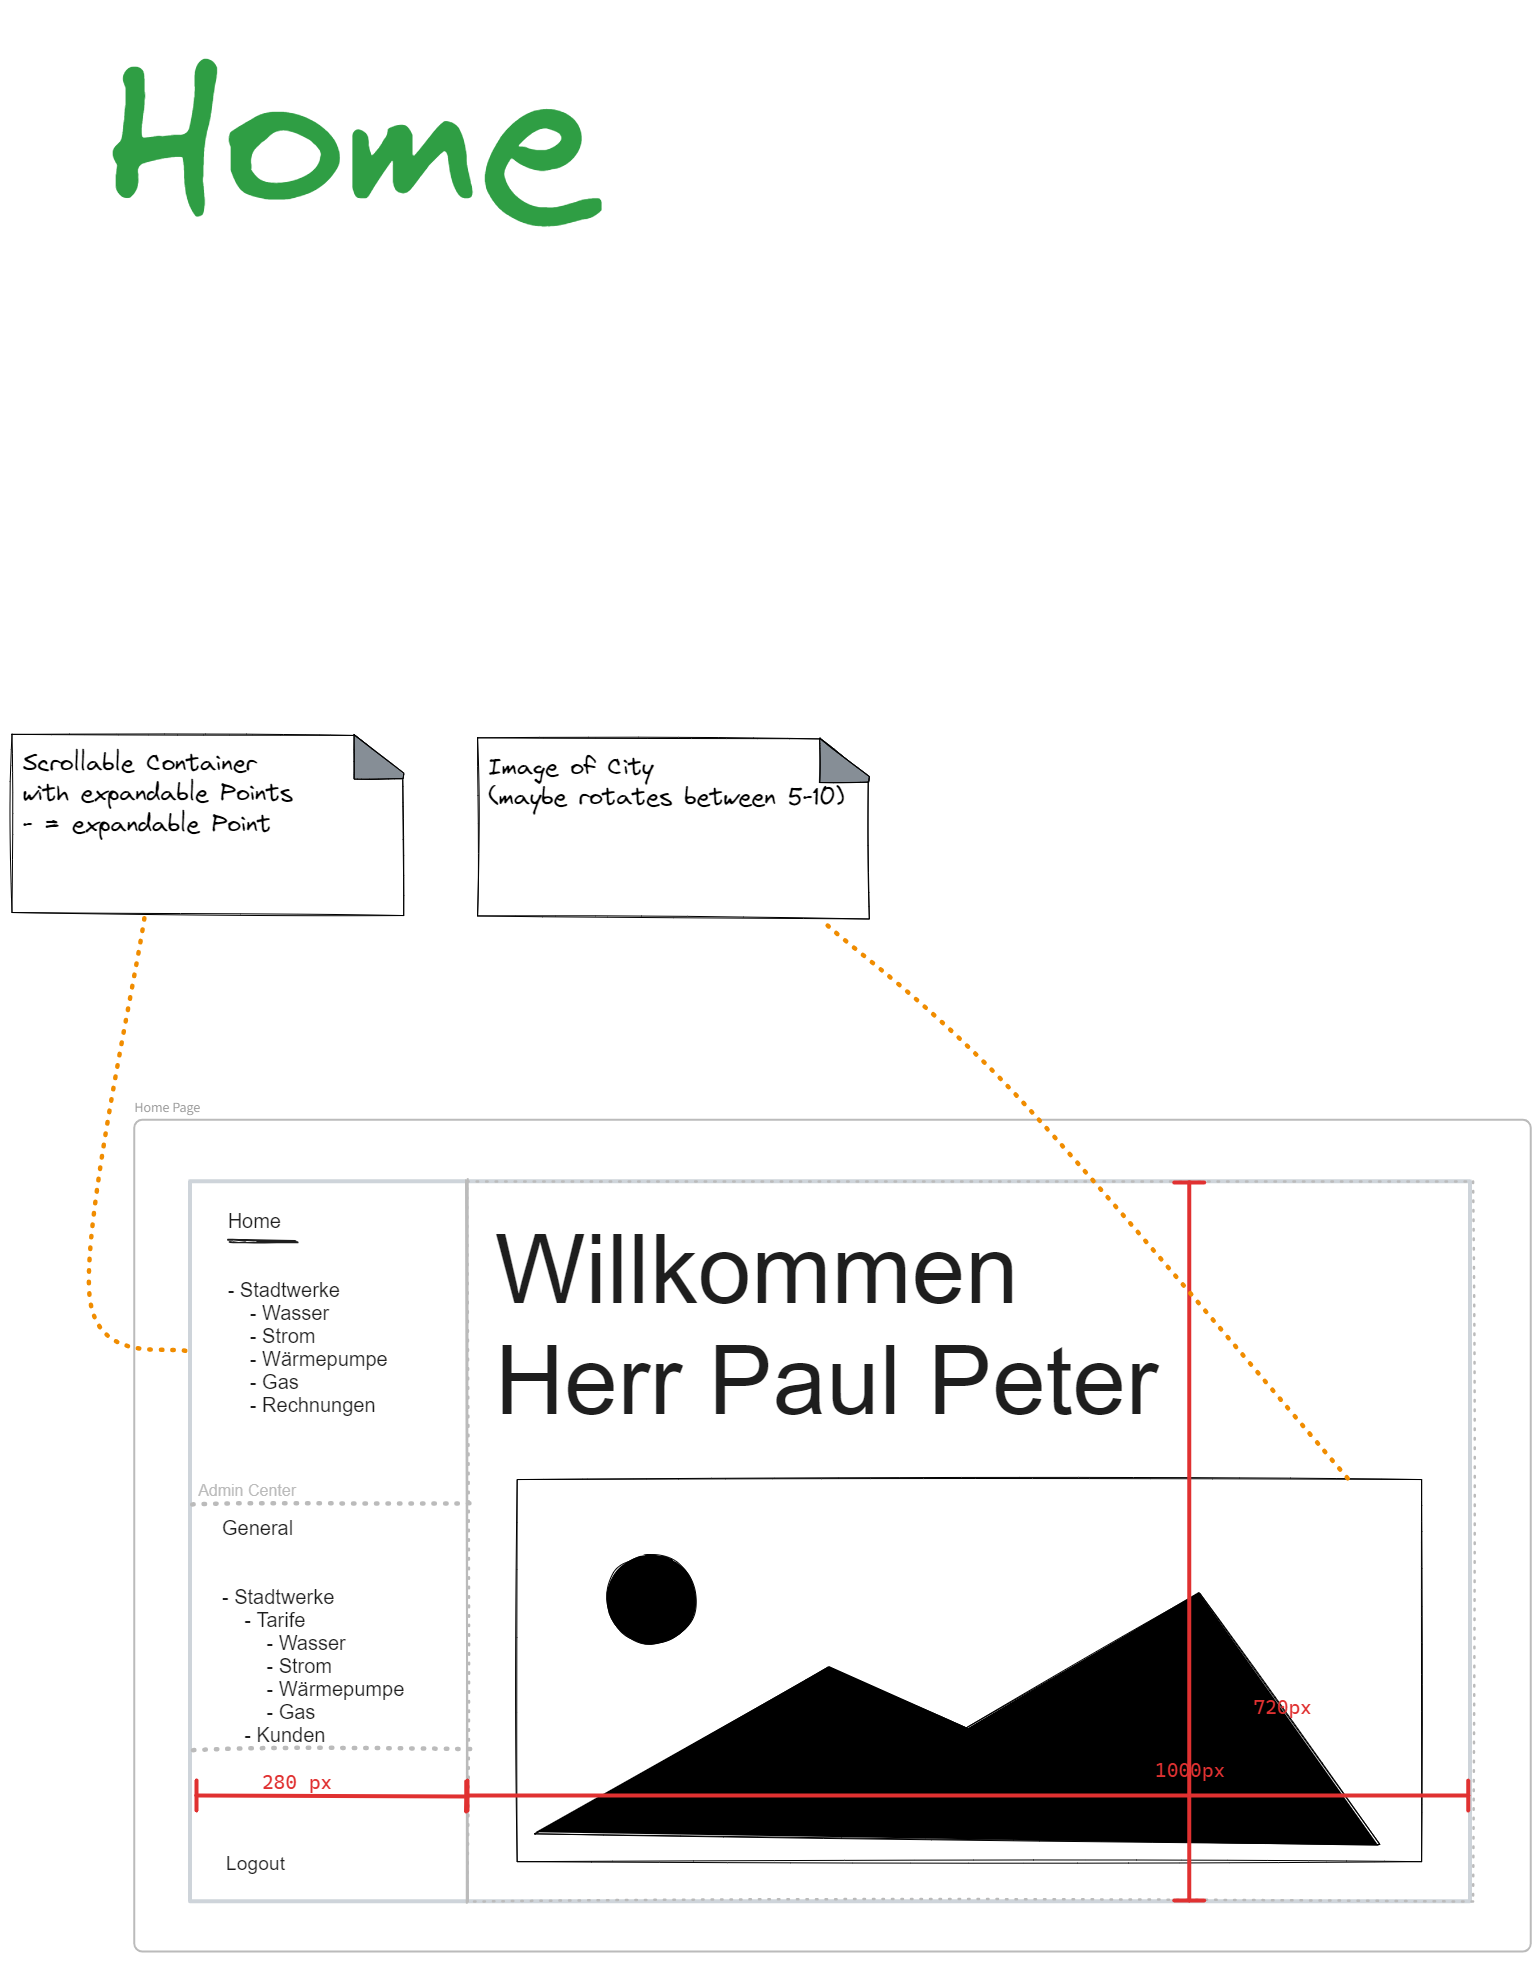 Home
Scrollable Container
with expandable Points
- = expandable Point
Image of City
(maybe rotates between 5-10)
Home Page
Home
- Stadtwerke
- Wasser
- Strom
- Wärmepumpe
- Gas
- Rechnungen
Admin Center
General
- Stadtwerke
- Tarife
- Wasser
- Strom
- Wärmepumpe
- Gas
- Kunden
280 px
Logout
Willkommen
Herr Paul Peter
720px
1000px